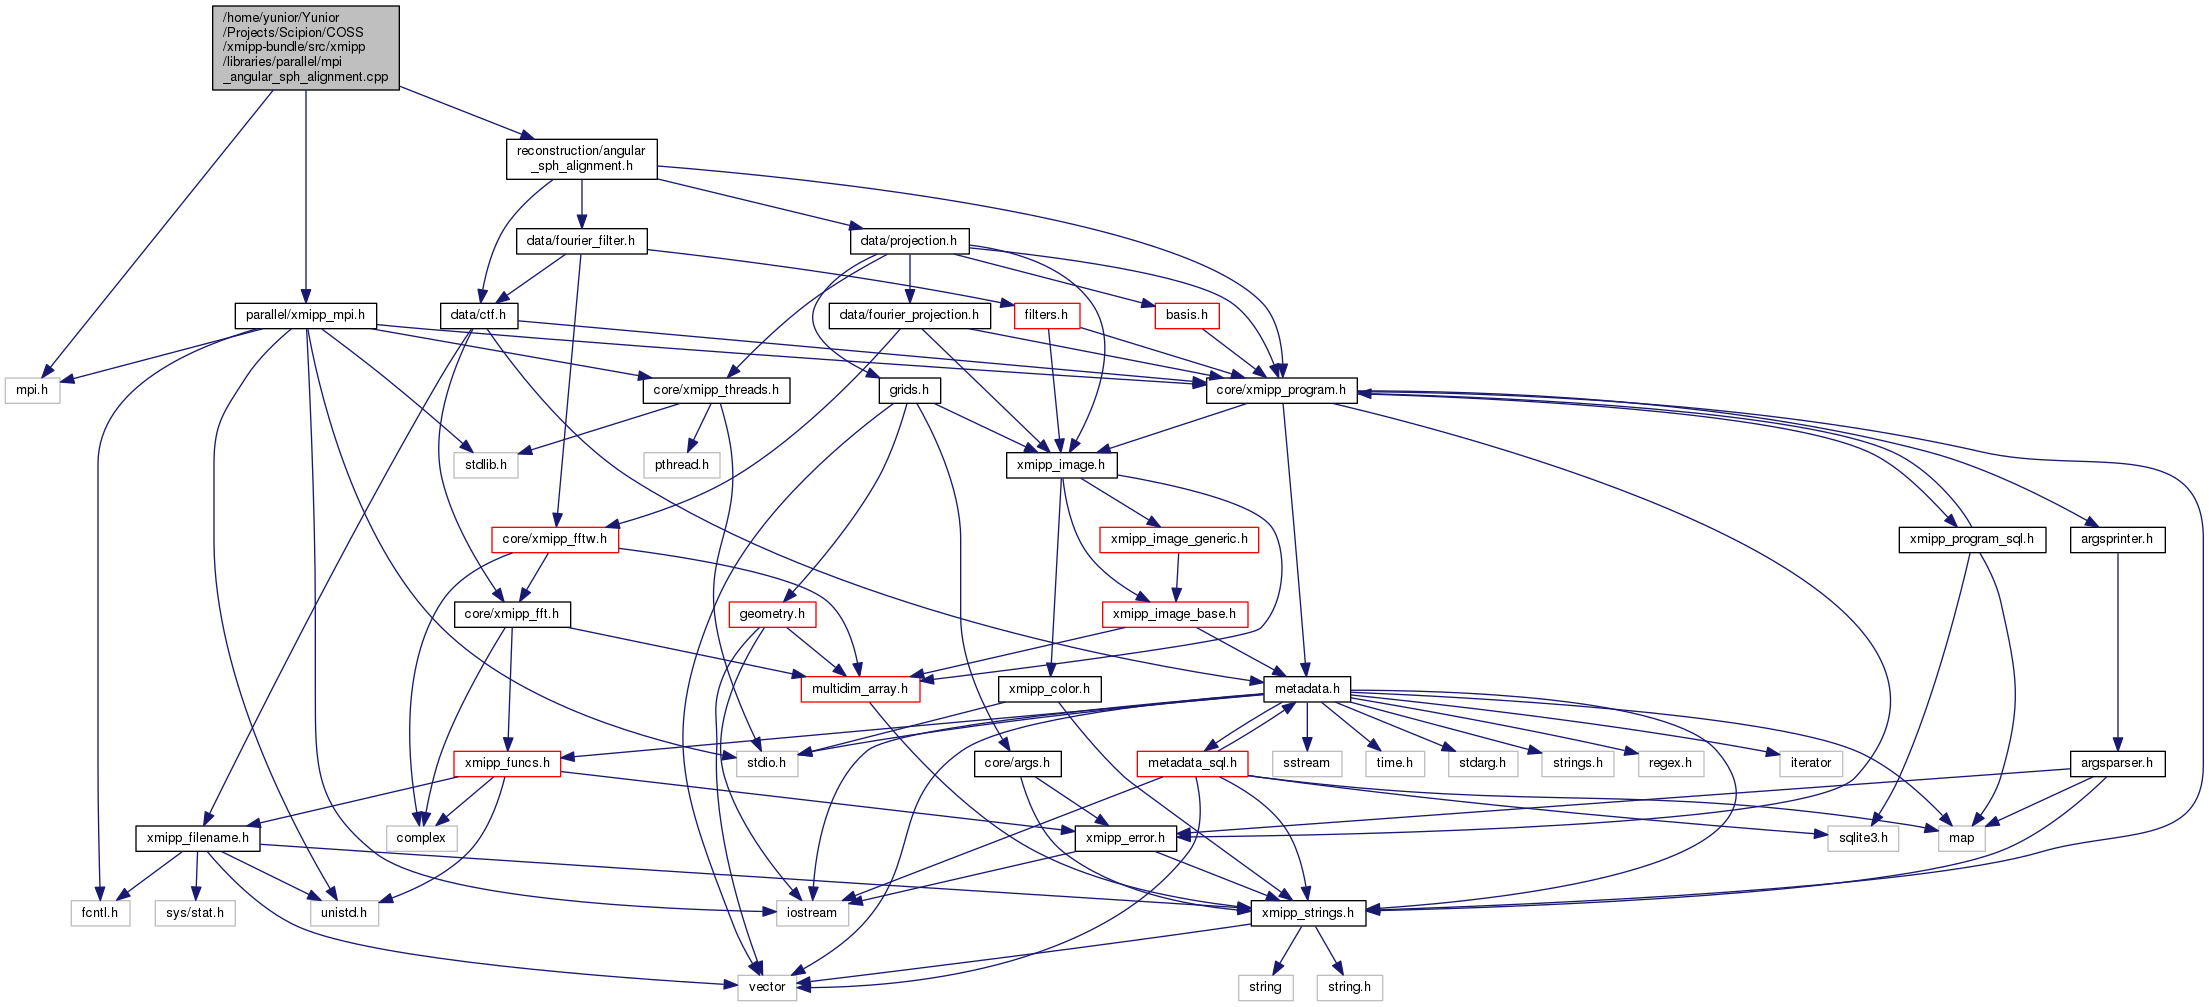 /home/yunior/Yunior
/Projects/Scipion/COSS
/xmipp-bundle/src/xmipp
/libraries/parallel/mpi
_angular_sph_alignment.cpp
reconstruction/angular
_sph_alignment.h
data/fourier_filter.h
data/projection.h
parallel/xmipp_mpi.h
data/ctf.h
data/fourier_projection.h
filters.h
basis.h
mpi.h
core/xmipp_threads.h
grids.h
core/xmipp_program.h
stdlib.h
pthread.h
xmipp_image.h
core/xmipp_fftw.h
xmipp_image_generic.h
xmipp_program_sql.h
argsprinter.h
core/xmipp_fft.h
geometry.h
xmipp_image_base.h
multidim_array.h
xmipp_color.h
metadata.h
xmipp_funcs.h
stdio.h
core/args.h
metadata_sql.h
sstream
time.h
stdarg.h
strings.h
regex.h
iterator
argsparser.h
xmipp_filename.h
complex
xmipp_error.h
sqlite3.h
map
fcntl.h
sys/stat.h
unistd.h
iostream
xmipp_strings.h
vector
string
string.h